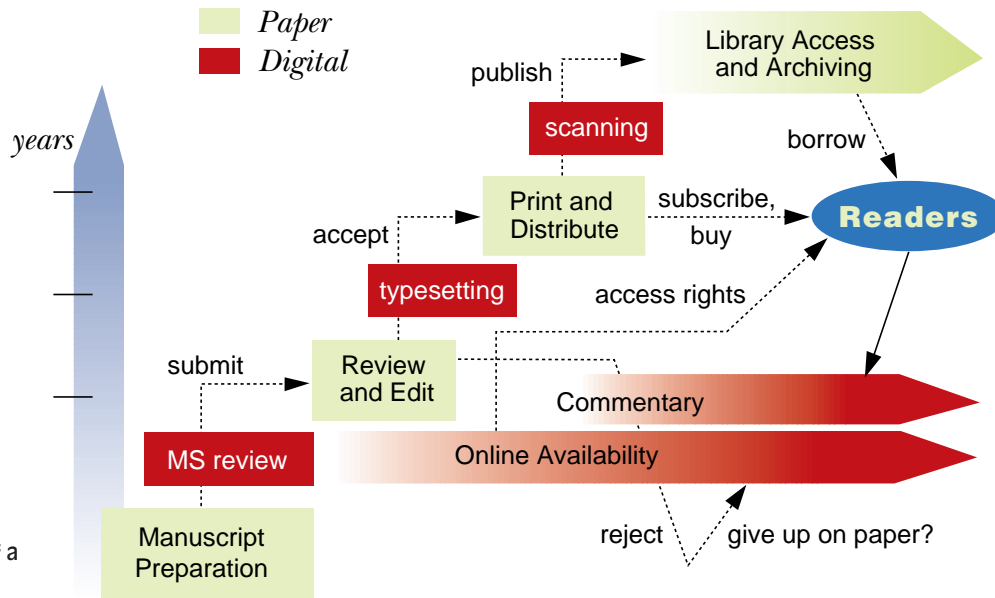 Paper
Digital
Library Access
and Archiving
publish
years
scanning
borrow
Print and
Distribute
subscribe,
buy
Readers
accept
typesetting
access rights
submit
Review
and Edit
Commentary
MS review
Online Availability
reject
give up on paper?
Manuscript
Preparation
a